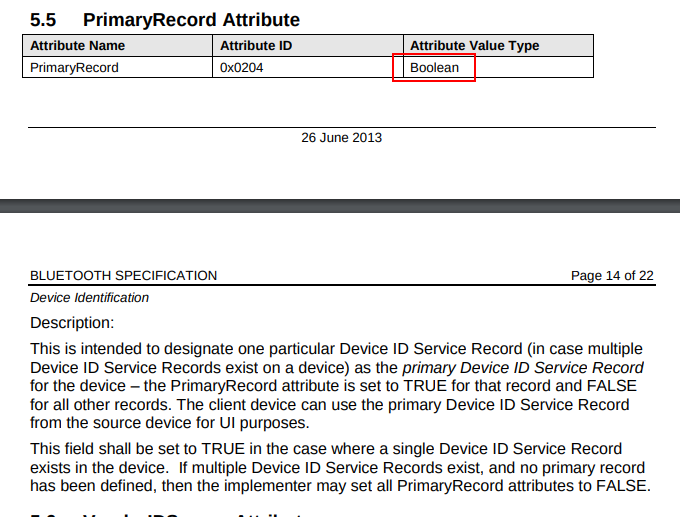 5.5 PrimaryRecord Attribute
Attribute Name Attribute ID Attribute Value Type
PrimaryRecord 0x0204 Boolean
26 June 2013
BLUETOOTH SPECIFICATION Page 14 of 22
Device Identification
Description:
This is intended to designate one particular Device ID Service Record (in case multiple
Device ID Service Records exist on a device) as the primary Device ID Service Record
for the device – the PrimaryRecord attribute is set to TRUE for that record and FALSE
for all other records. The client device can use the primary Device ID Service Record
from the source device for UI purposes.
This field shall be set to TRUE in the case where a single Device ID Service Record
exists in the device.  If multiple Device ID Service Records exist, and no primary record
has been defined, then the implementer may set all PrimaryRecord attributes to FALSE.